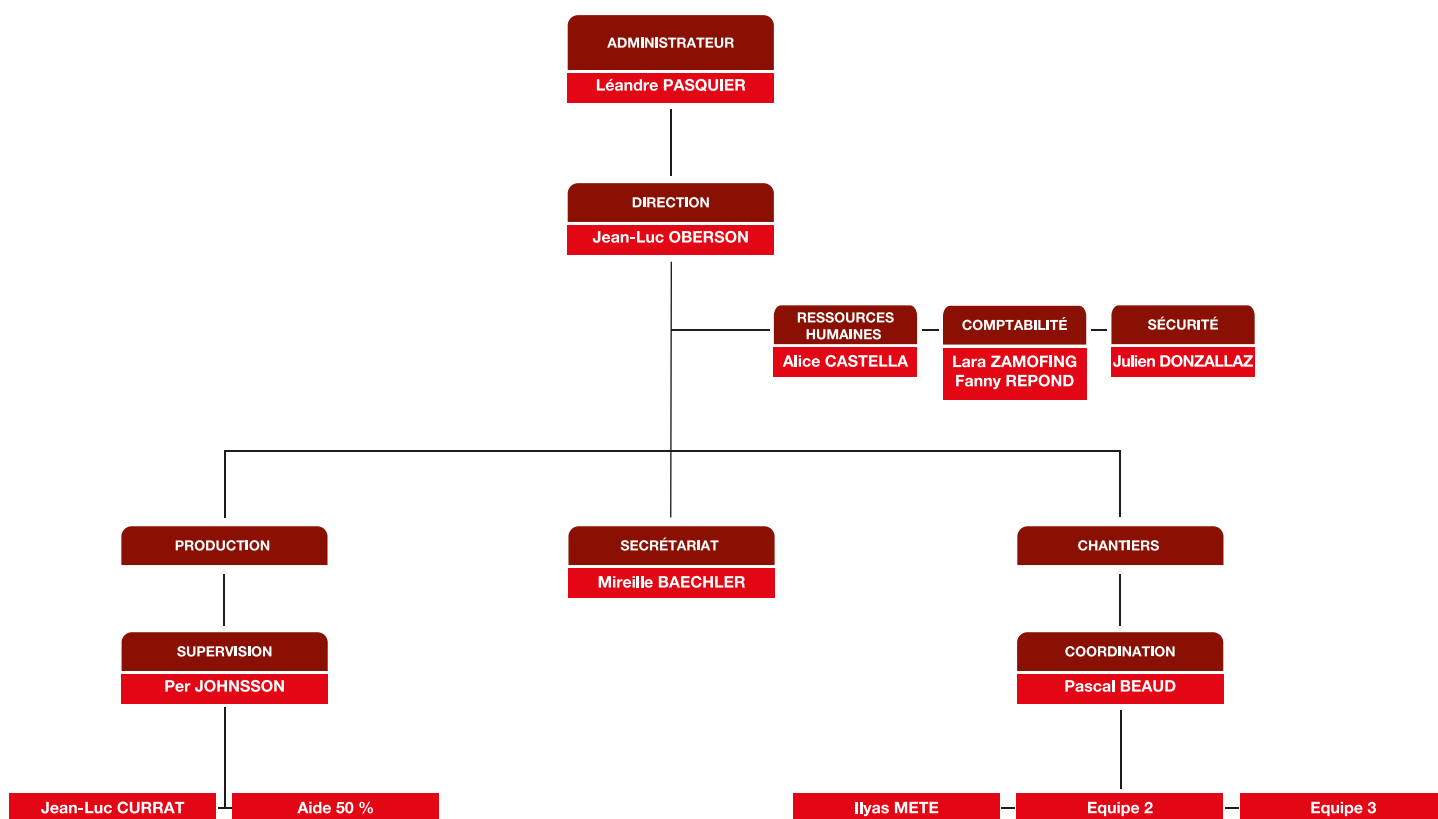 ADMINISTRATEUR
Léandre PASQUIER
DIRECTION
Jean-Luc OBERSON
RESSOURCES
HUMAINES
Alice CASTELLA
COMPTABILITÉ
Lara ZAMOFING
Fanny REPOND
SÉCURITÉ
Julien DONZALLAZ
PRODUCTION
SECRÉTARIAT
Mireille BAECHLER
CHANTIERS
SUPERVISION
Per JOHNSSON
COORDINATION
Pascal BEAUD
Jean-Luc CURRAT
Aide 50 %
Ilyas METE
Equipe 2
Equipe 3